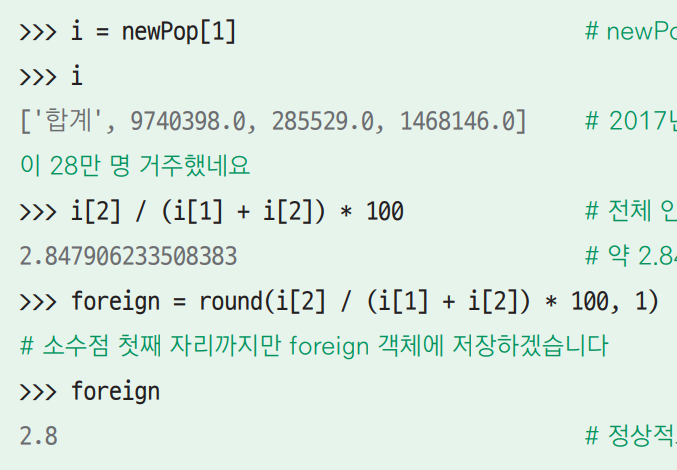 >>> i = newPop[1] # newPo
>>> i
['합계', 9740398.0, 285529.0, 1468146.0] # 2017년
이 28만 명 거주했네요
>>> i[2] / (i[1] + i[2]) * 100 # 전체 인
2.847906233508383 # 약 2.84
>>> foreign = round(i[2] / (i[1] + i[2]) * 100, 1)
# 소수점 첫째 자리까지만 foreign 객체에 저장하겠습니다
>>> foreign
2.8 # 정상적